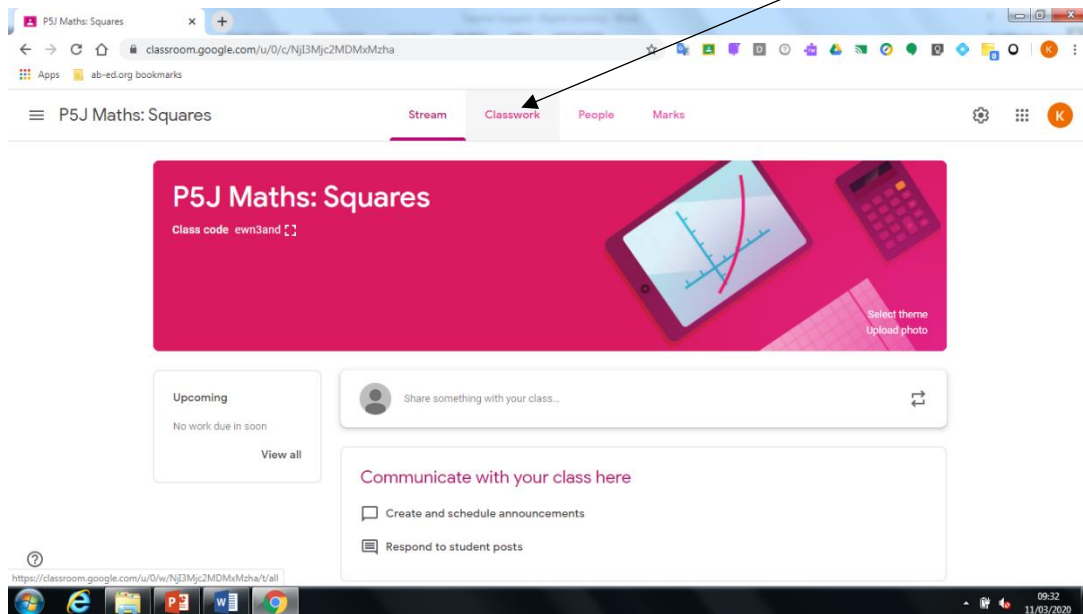 P5J Maths: Squares
classroom.google.com/u/0/c/NjI3Mjc2MDMxMzha
Apps ab-ed.org bookmarks
P5J Maths: Squares Stream Classwork People Marks K
P5J Maths: Squares
Class code ewn3and
Select theme
Upload photo
Upcoming
No work due in soon
View all
Share something with your class...
Communicate with your class here
Create and schedule announcements
Respond to student posts
https://classroom.google.com/u/0/w/NjI3Mjc2MDMxMzha/t/all
09:32
11/03/2020